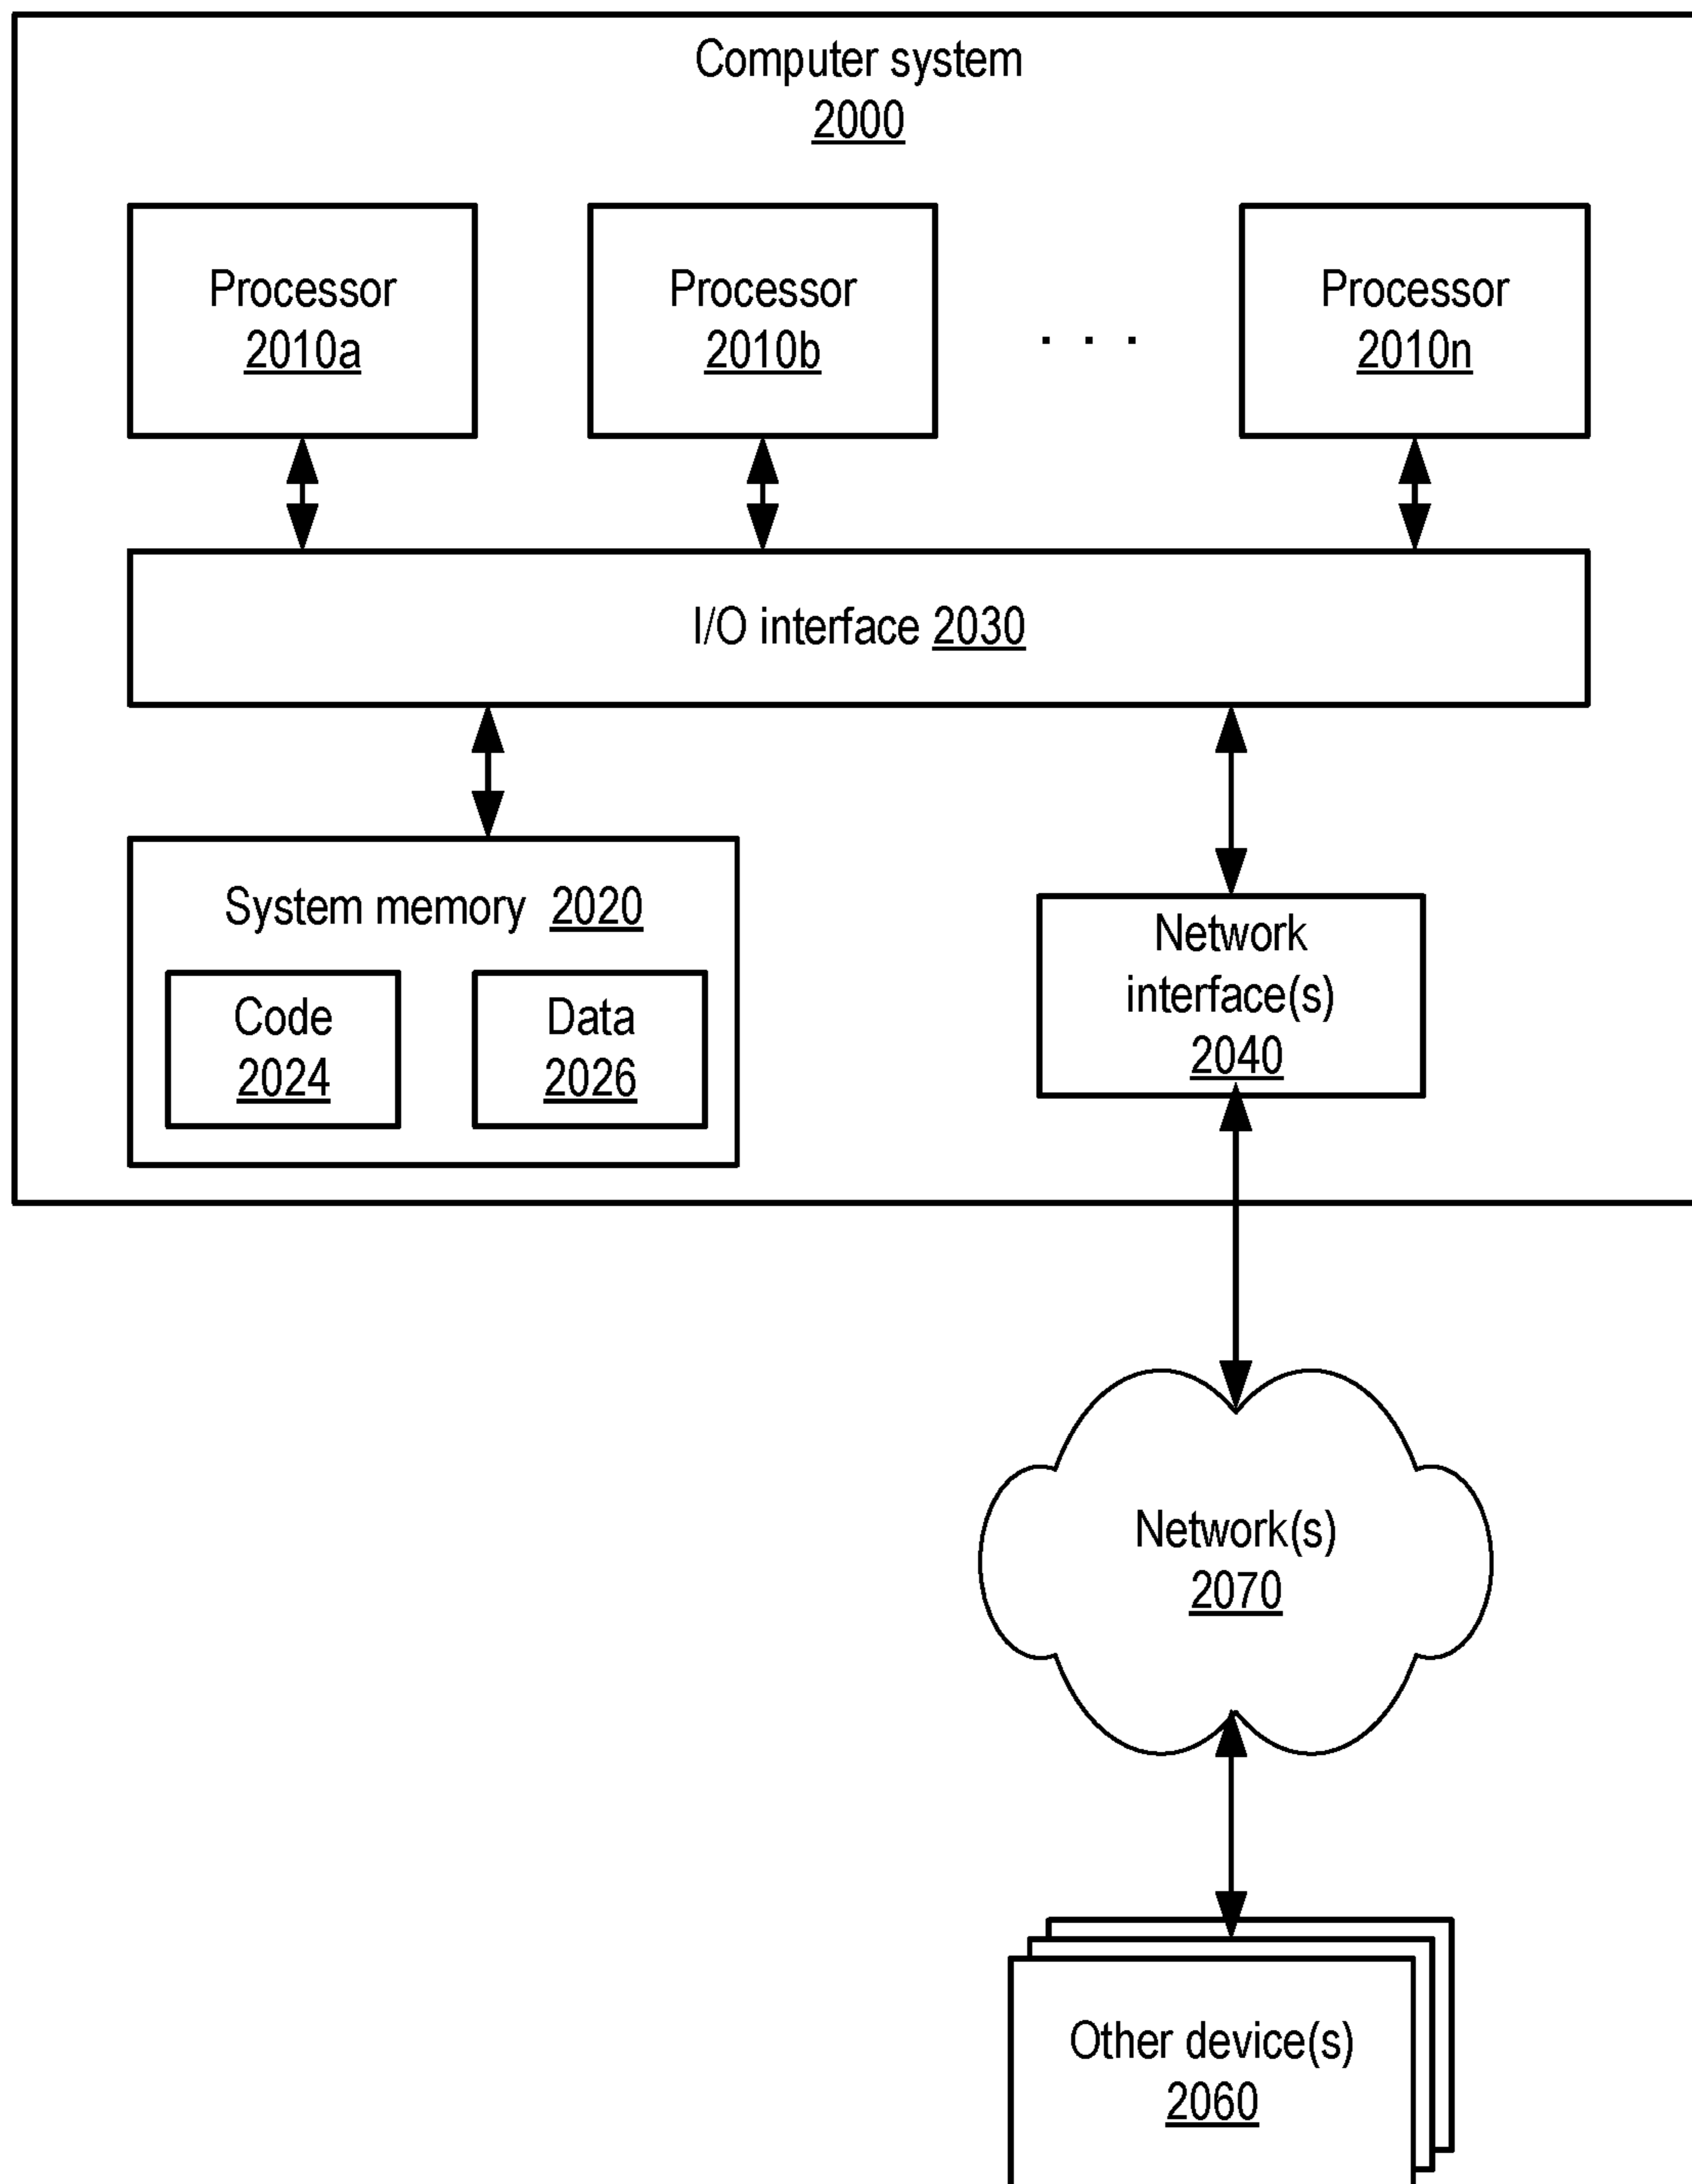 Computer system
2000
Processor
2010a
Processor
2010b
. . .
Processor
2010n
I/O interface 2030
System memory 2020
Code
2024
Data
2026
Network
interface(s)
2040
Network(s)
2070
Other device(s)
2060